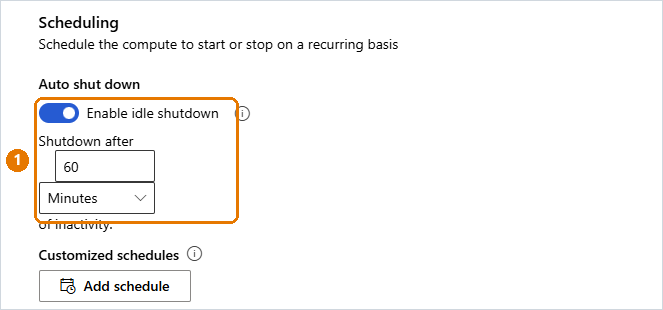 Scheduling
Schedule the compute to start or stop on a recurring basis
Auto shut down
Enable idle shutdown
1
Shutdown after
60
Minutes
of inactivity.
Customized schedules
Add schedule